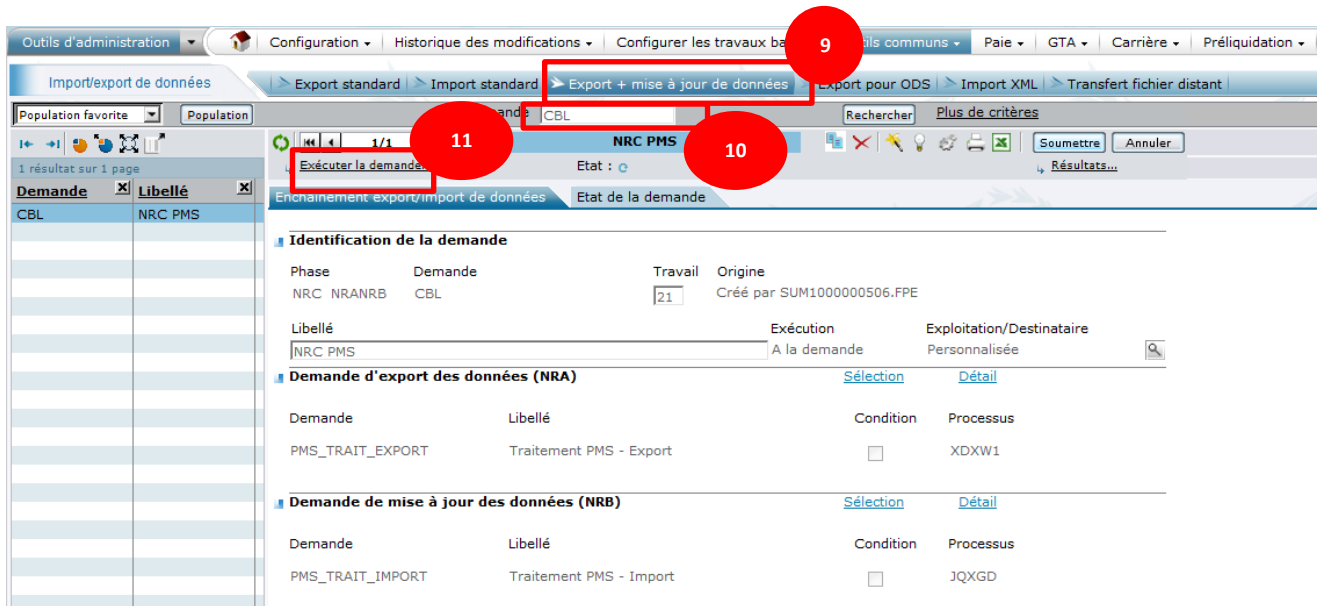 Outils d'administration Configuration Historique des modifications Configurer les travaux ba 9 tils communs Paie GTA Carrière Préliquidation
Import/export de données Export standard Import standard Export + mise à jour de données Export pour ODS Import XML Transfert fichier distant
Population favorite Population CBL Rechercher Plus de critères
1/1 11 NRC PMS 10 Soumettre Annuler
1 résultat sur 1 page Exécuter la demande Etat : Résultats...
Demande Libellé
Enchaînement export/import de données Etat de la demande
CBL NRC PMS
Identification de la demande
Phase Demande Travail Origine
NRC NRANRB CBL 21 Créé par SUM1000000506.FPE
Libellé Exécution Exploitation/Destinataire
NRC PMS A la demande Personnalisée
Demande d'export des données (NRA) Sélection Détail
Demande Libellé Condition Processus
PMS_TRAIT_EXPORT Traitement PMS - Export XDXW1
Demande de mise à jour des données (NRB) Sélection Détail
Demande Libellé Condition Processus
PMS_TRAIT_IMPORT Traitement PMS - Import JQXGD